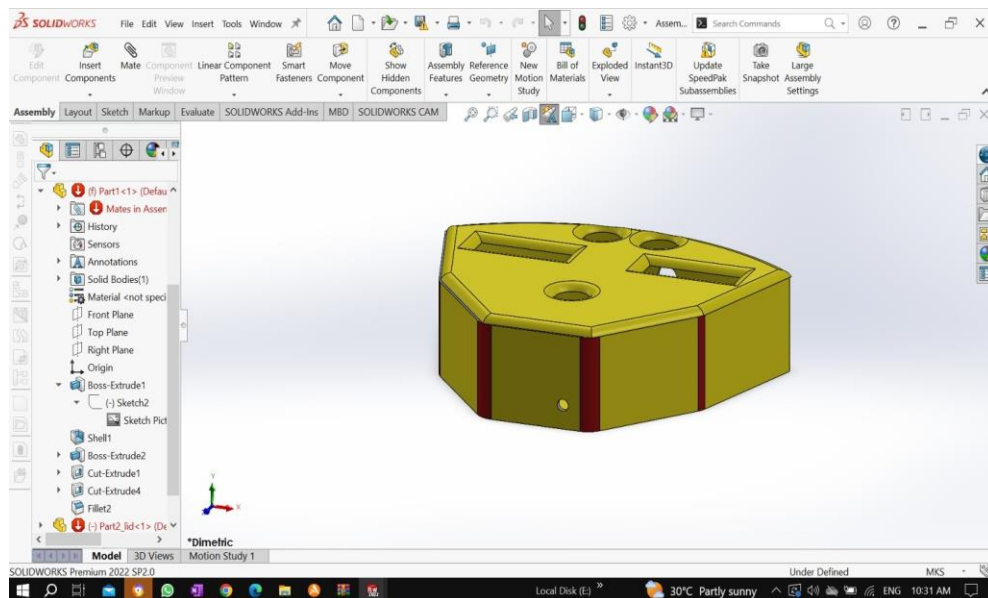 SOLIDWORKS File Edit View Insert Tools Window Assem... Search Commands
Edit Component
Insert Components
Mate
Component Preview Window
Linear Component Pattern
Smart Fasteners
Move Component
Show Hidden Components
Assembly Features
Reference Geometry
New Motion Study
Bill of Materials
Exploded View
Instant3D
Update SpeedPak Subassemblies
Take Snapshot
Large Assembly Settings
Assembly Layout Sketch Markup Evaluate SOLIDWORKS Add-Ins MBD SOLIDWORKS CAM
(f) Part1<1> (Defau
Mates in Assen
History
Sensors
Annotations
Solid Bodies(1)
Material <not speci
Front Plane
Top Plane
Right Plane
Origin
Boss-Extrude1
(-) Sketch2
Sketch Pict
Shell1
Boss-Extrude2
Cut-Extrude1
Cut-Extrude4
Fillet2
(-) Part2_lid<1> (De
Y
X
*Dimetric
Model 3D Views Motion Study 1
SOLIDWORKS Premium 2022 SP2.0 Under Defined MKS
Local Disk (E:) 30°C Partly sunny ENG 10:31 AM